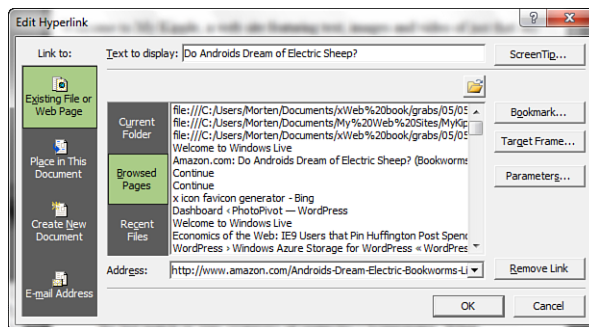 Edit Hyperlink
Link to:
Text to display: Do Androids Dream of Electric Sheep?
ScreenTip...
Existing File or
Web Page
Place in This
Document
Create New
Document
E-mail Address
Current
Folder
Browsed
Pages
Recent
Files
file:///C:/Users/Morten/Documents/xWeb%20book/grabs/05/05
file:///C:/Users/Morten/Documents/My%20Web%20Sites/MyKip
file:///C:/Users/Morten/Documents/xWeb%20book/grabs/05/05
Welcome to Windows Live
Amazon.com: Do Androids Dream of Electric Sheep? (Bookworms
Continue
Continue
x icon favicon generator - Bing
Dashboard ‹ PhotoPivot — WordPress
Welcome to Windows Live
Economics of the Web: IE9 Users that Pin Huffington Post Spend
WordPress › Windows Azure Storage for WordPress « WordPres
Bookmark...
Target Frame...
Parameters...
Address: http://www.amazon.com/Androids-Dream-Electric-Bookworms-Li
Remove Link
OK
Cancel